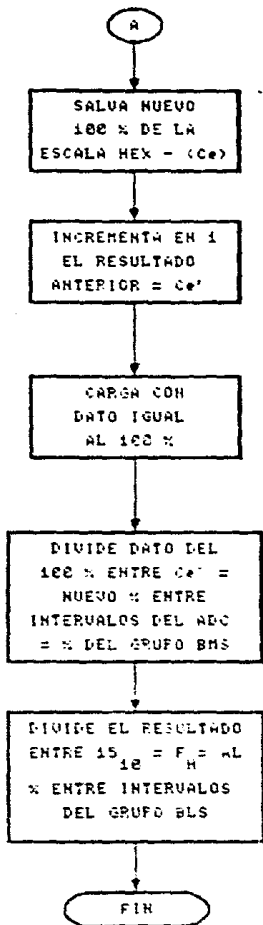 A
SALVA NUEVO
100 % DE LA
ESCALA HEX - (Ce)
INCREMENTA EN 1
EL RESULTADO
ANTERIOR = Ce'
CARGA CON
DATO IGUAL
AL 100 %
DIVIDE DATO DEL
100 % ENTRE Ce' =
NUEVO % ENTRE
INTERVALOS DEL ADC
= % DEL GRUPO BMS
DIVIDE EL RESULTADO
ENTRE 15₁₀ = F_H = AL
% ENTRE INTERVALOS
DEL GRUPO BLS
FIN